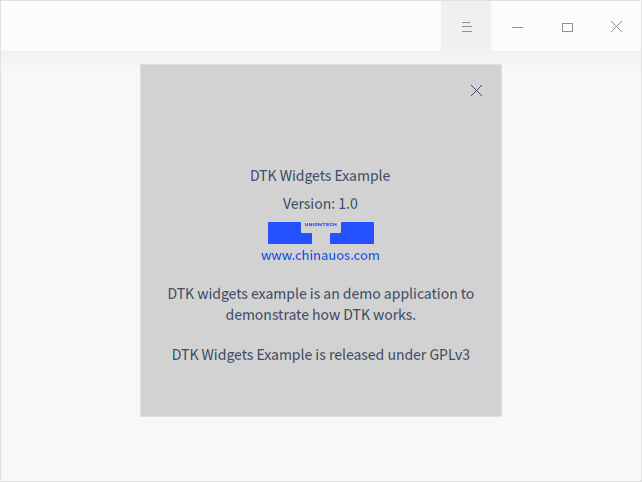 DTK Widgets Example
Version: 1.0
UNIONTECH
www.chinauos.com
DTK widgets example is an demo application to
demonstrate how DTK works.
DTK Widgets Example is released under GPLv3